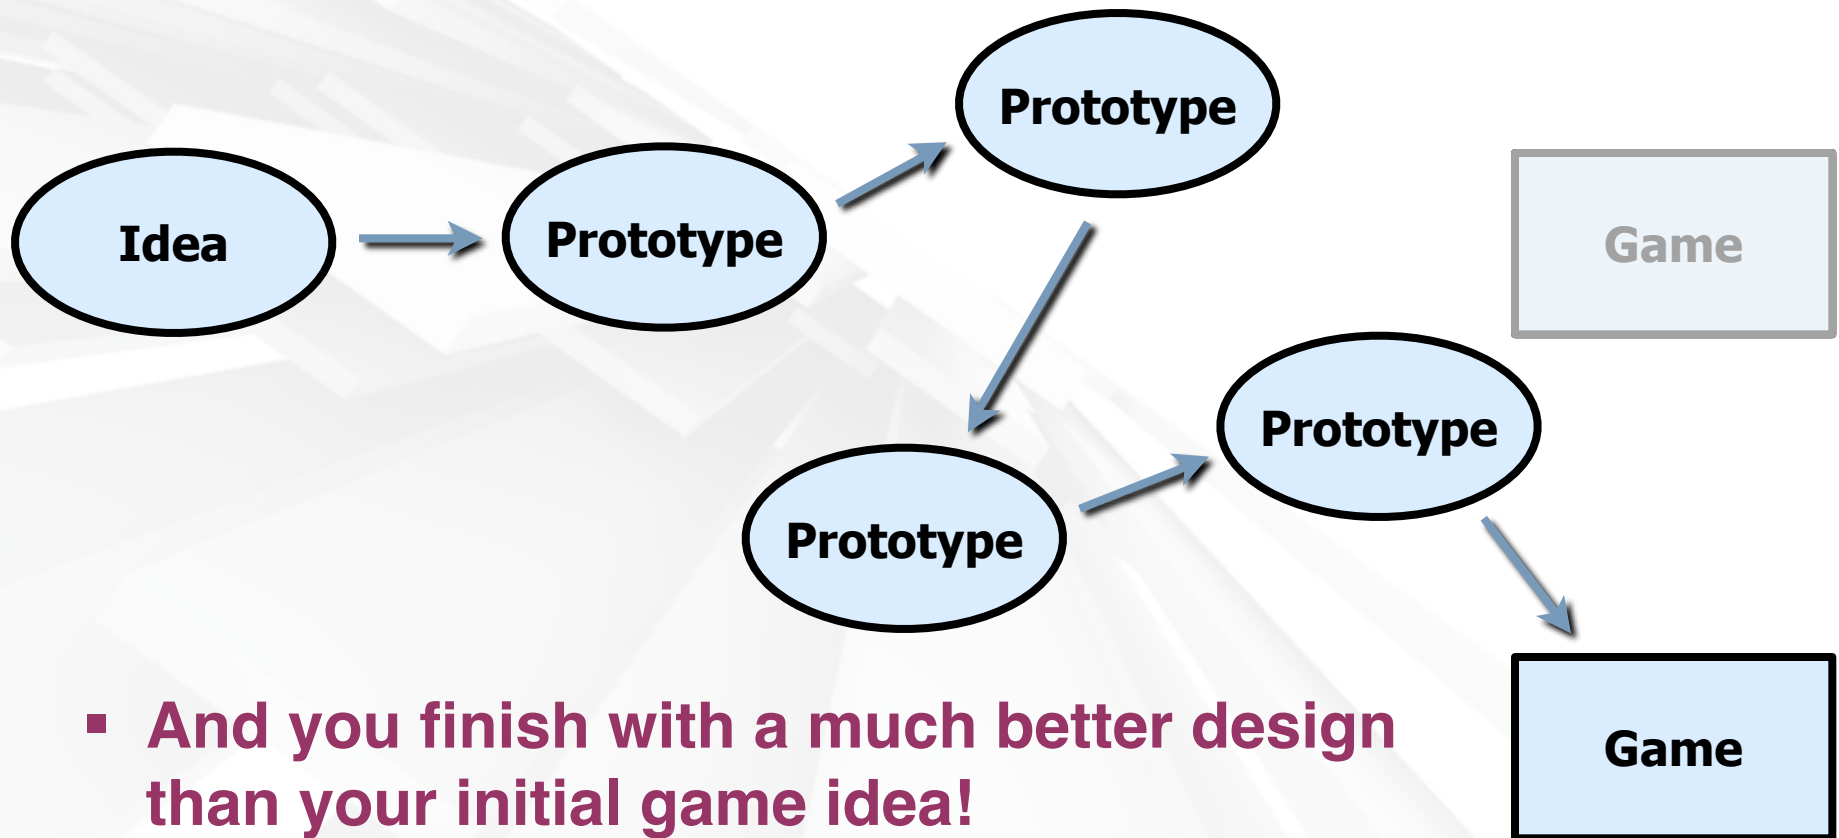 Prototype
Idea
Prototype
Game
Prototype
Prototype
▪ And you finish with a much better design
than your initial game idea!
Game